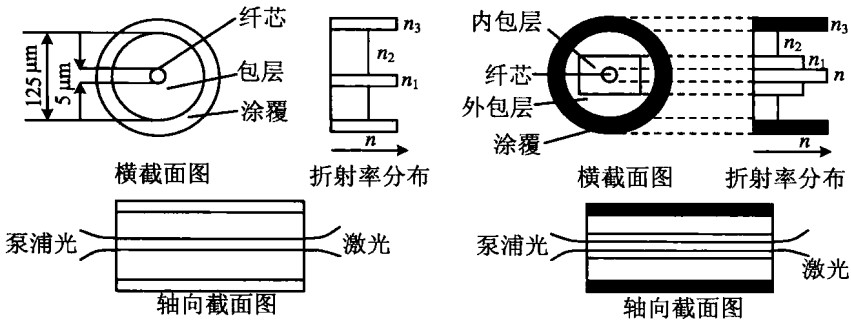 纤芯
包层
涂覆
125 μm
5 μm
n₃
n₂
n₁
n
横截面图
折射率分布
泵浦光
激光
轴向截面图
内包层
纤芯
外包层
涂覆
n₃
n₂
n₁
n
n
横截面图
折射率分布
泵浦光
激光
轴向截面图